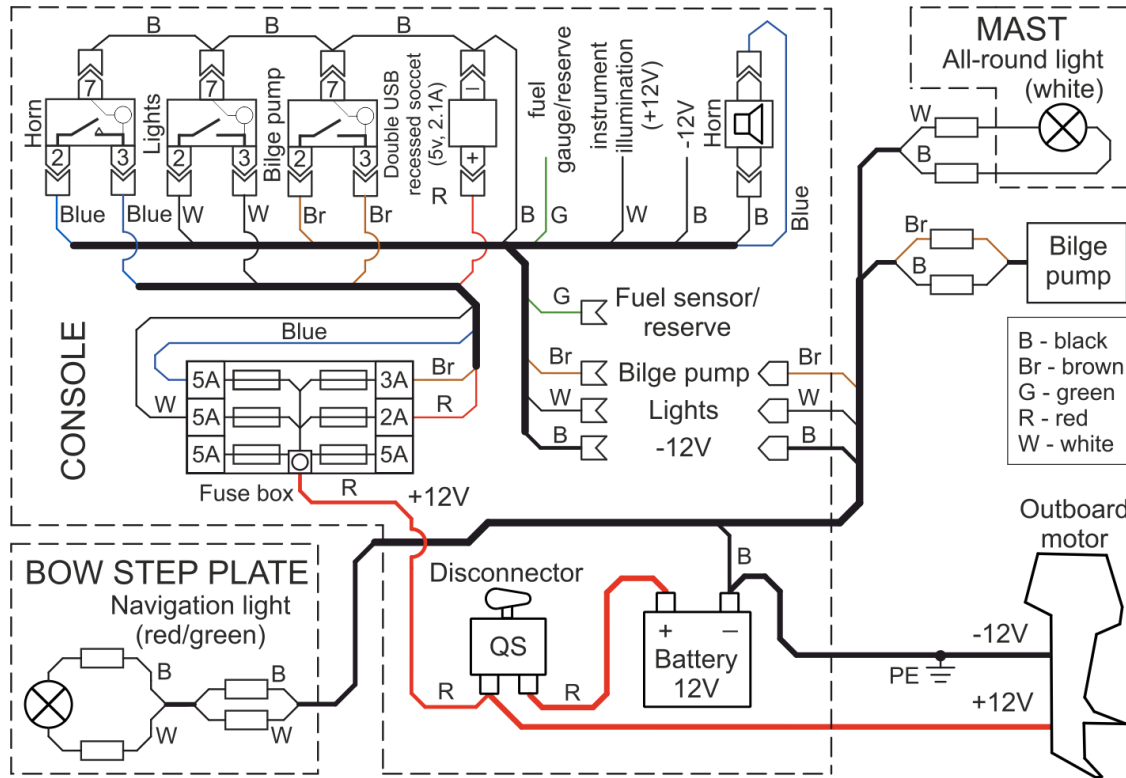 B
B
B
MAST
All-round light
(white)
W
B
Horn
7
2
3
Lights
7
2
3
Bilge pump
7
2
3
Double USB
recessed soccet
(5v, 2.1A)
–
+
R
fuel
gauge/reserve
instrument
illumination
(+12V)
-12V
Horn
Blue
Blue
Blue
W
W
Br
Br
B
G
W
B
B
Br
B
Bilge
pump
CONSOLE
G
Fuel sensor/
reserve
Br
Bilge pump
Br
W
Lights
W
B
-12V
B
B - black
Br - brown
G - green
R - red
W - white
Blue
W
5A
3A
Br
5A
2A
R
5A
5A
Fuse box
R
+12V
BOW STEP PLATE
Navigation light
(red/green)
B
W
B
W
Disconnector
QS
R
R
B
+ –
Battery
12V
Outboard
motor
-12V
PE
+12V